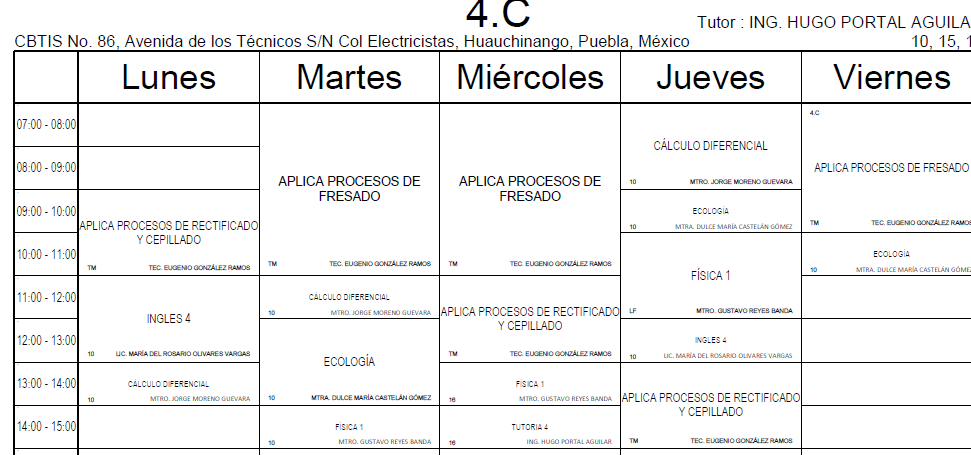 4.C
Tutor : ING. HUGO PORTAL AGUILA
CBTIS No. 86, Avenida de los Técnicos S/N Col Electricistas, Huauchinango, Puebla, México
10, 15, 1
Lunes Martes Miércoles Jueves Viernes
07:00 - 08:00
08:00 - 09:00
09:00 - 10:00
10:00 - 11:00
11:00 - 12:00
12:00 - 13:00
13:00 - 14:00
14:00 - 15:00
APLICA PROCESOS DE RECTIFICADO
Y CEPILLADO
TM TEC. EUGENIO GONZÁLEZ RAMOS
INGLES 4
10 LIC. MARÍA DEL ROSARIO OLIVARES VARGAS
CÁLCULO DIFERENCIAL
10 MTRO. JORGE MORENO GUEVARA
APLICA PROCESOS DE
FRESADO
TM TEC. EUGENIO GONZÁLEZ RAMOS
CÁLCULO DIFERENCIAL
10 MTRO. JORGE MORENO GUEVARA
ECOLOGÍA
10 MTRA. DULCE MARÍA CASTELÁN GÓMEZ
FISICA 1
10 MTRO. GUSTAVO REYES BANDA
APLICA PROCESOS DE
FRESADO
TM TEC. EUGENIO GONZÁLEZ RAMOS
APLICA PROCESOS DE RECTIFICADO
Y CEPILLADO
TM TEC. EUGENIO GONZÁLEZ RAMOS
FISICA 1
16 MTRO. GUSTAVO REYES BANDA
TUTORIA 4
16 ING. HUGO PORTAL AGUILAR
CÁLCULO DIFERENCIAL
10 MTRO. JORGE MORENO GUEVARA
ECOLOGÍA
10 MTRA. DULCE MARÍA CASTELÁN GÓMEZ
FÍSICA 1
LF MTRO. GUSTAVO REYES BANDA
INGLES 4
10 LIC. MARÍA DEL ROSARIO OLIVARES VARGAS
APLICA PROCESOS DE RECTIFICADO
Y CEPILLADO
TM TEC. EUGENIO GONZÁLEZ RAMOS
4.C
APLICA PROCESOS DE FRESADO
TM TEC. EUGENIO GONZÁLEZ RAMOS
ECOLOGÍA
10 MTRA. DULCE MARÍA CASTELÁN GÓMEZ